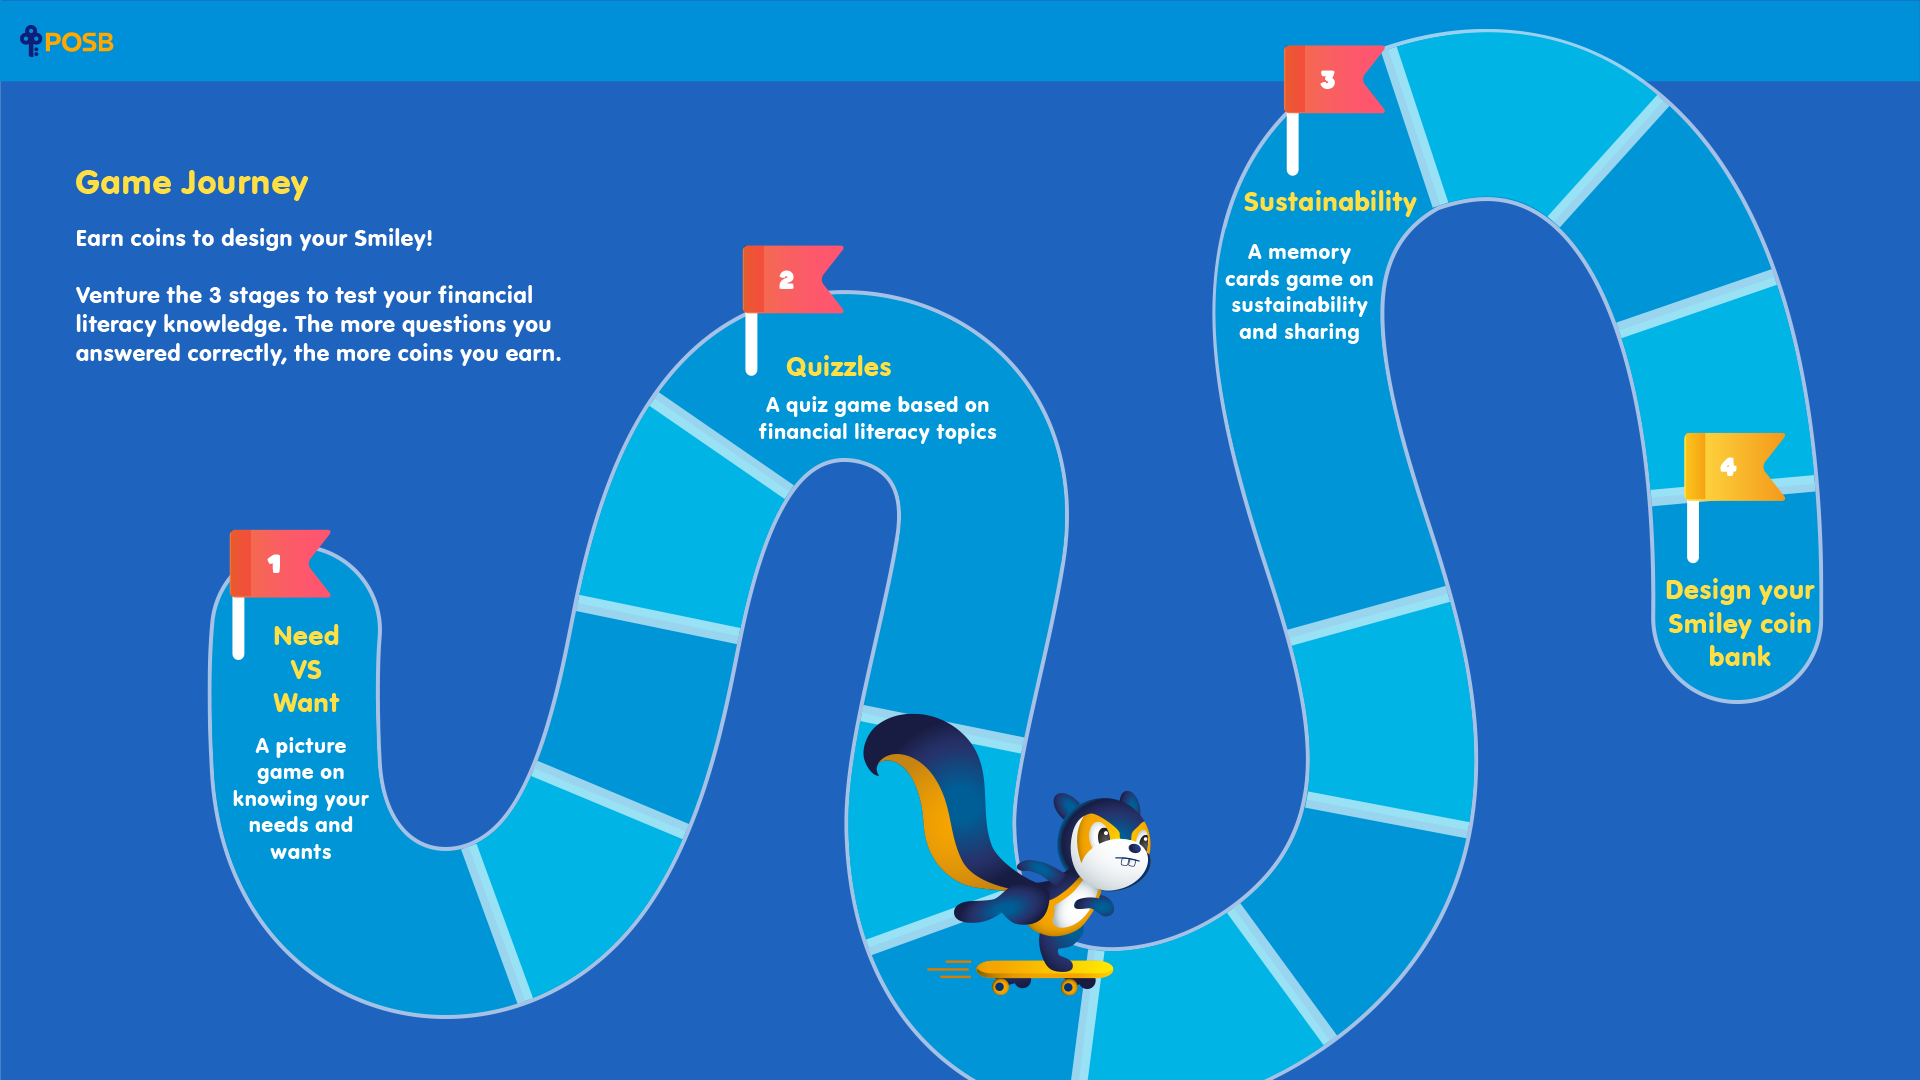 POSB
Game Journey
Earn coins to design your Smiley!
Venture the 3 stages to test your financial
literacy knowledge. The more questions you
answered correctly, the more coins you earn.
1
Need
VS
Want
A picture
game on
knowing your
needs and
wants
2
Quizzles
A quiz game based on
financial literacy topics
3
Sustainability
A memory
cards game on
sustainability
and sharing
4
Design your
Smiley coin
bank